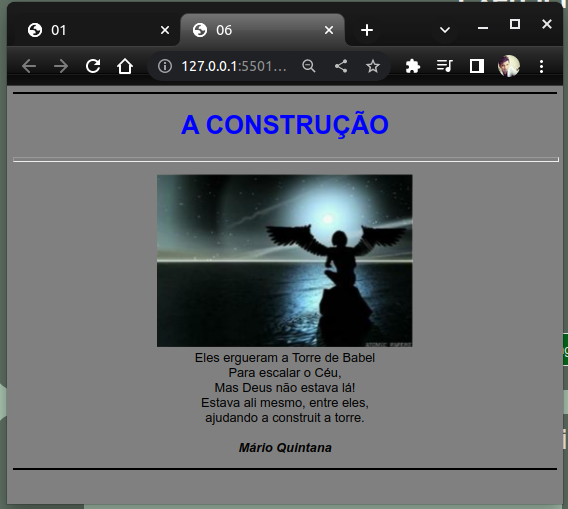 01
06
127.0.0.1:5501...
A CONSTRUÇÃO
Eles ergueram a Torre de Babel
Para escalar o Céu,
Mas Deus não estava lá!
Estava ali mesmo, entre eles,
ajudando a construit a torre.
Mário Quintana